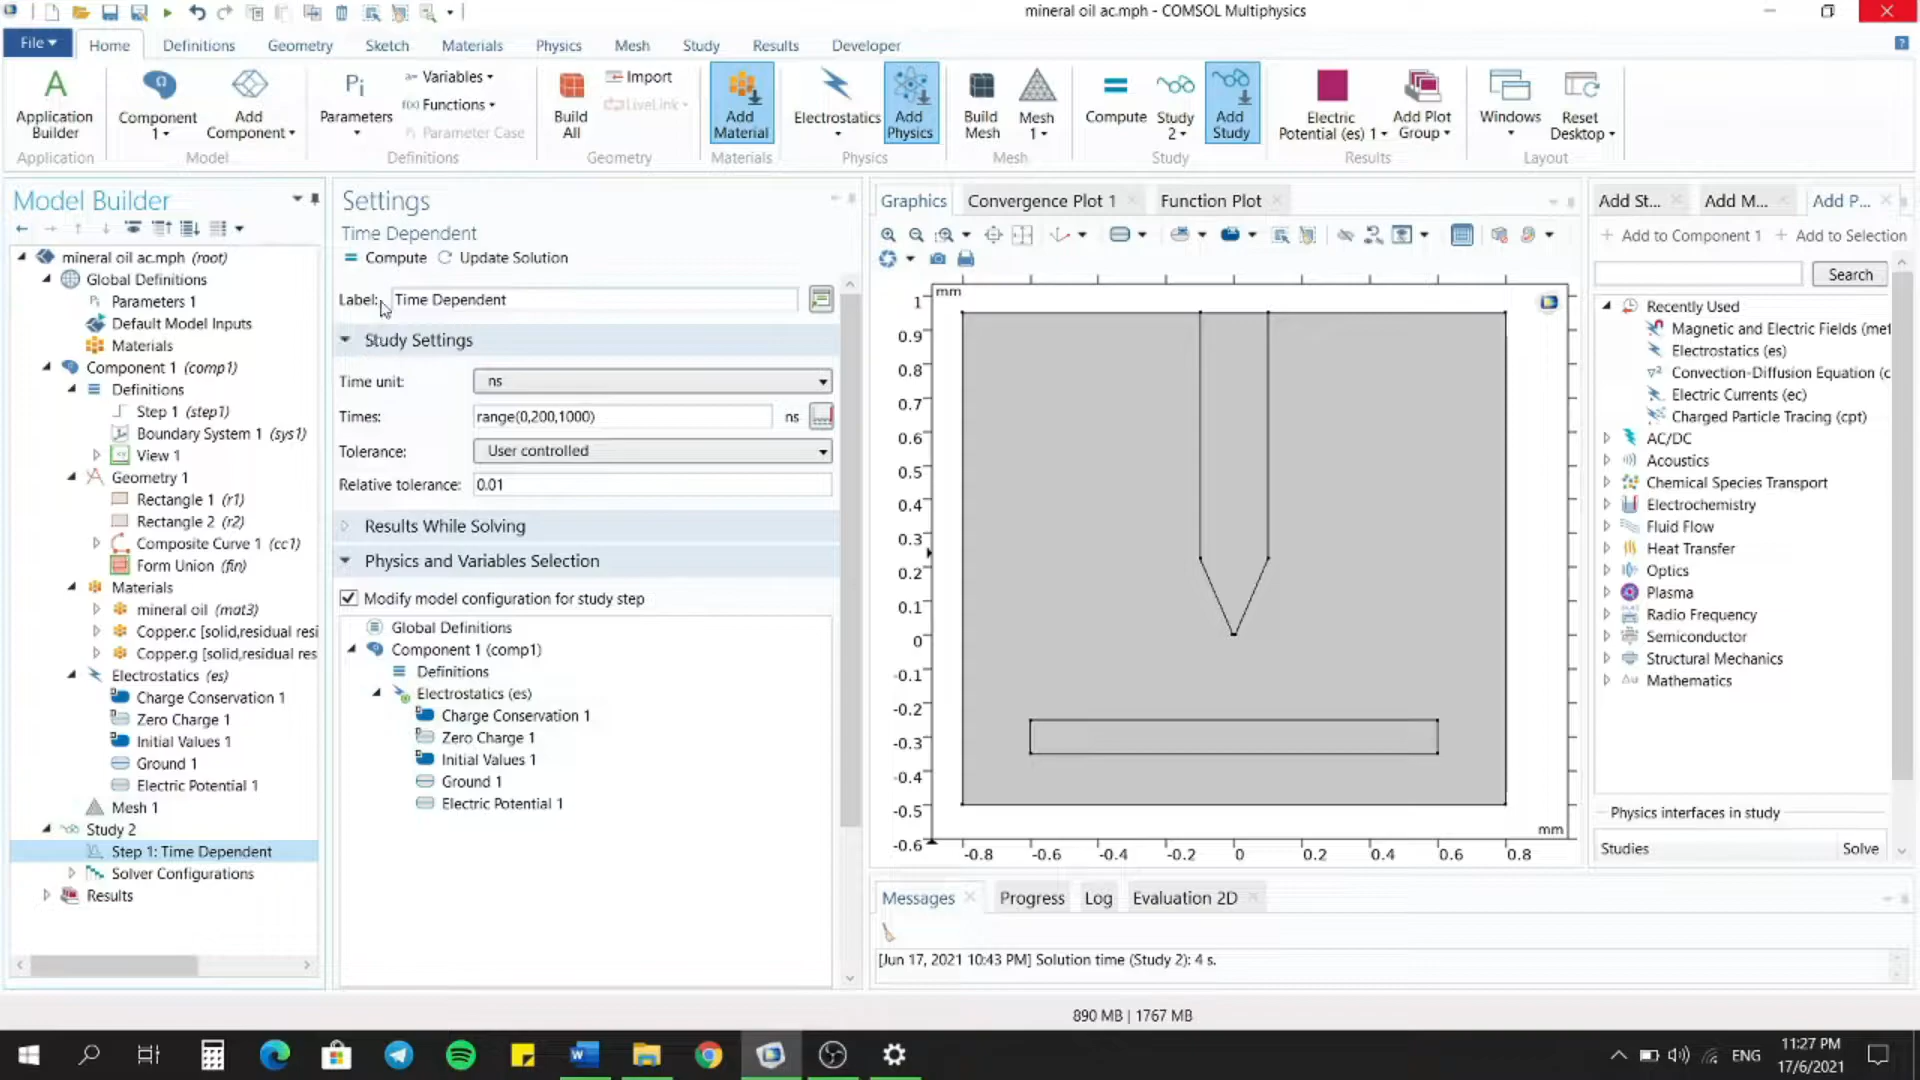 mineral oil ac.mph - COMSOL Multiphysics
File
Home
Definitions
Geometry
Sketch
Materials
Physics
Mesh
Study
Results
Developer
Application Builder
Component 1
Add Component
Parameters
a= Variables
f(x) Functions
Pi Parameter Case
Build All
Import
LiveLink
Add Material
Electrostatics
Add Physics
Build Mesh
Mesh 1
Compute
Study 2
Add Study
Electric Potential (es) 1
Add Plot Group
Windows
Reset Desktop
Application
Model
Definitions
Geometry
Materials
Physics
Mesh
Study
Results
Layout
Model Builder
mineral oil ac.mph (root)
Global Definitions
Pi Parameters 1
Default Model Inputs
Materials
Component 1 (comp1)
Definitions
Step 1 (step1)
Boundary System 1 (sys1)
View 1
Geometry 1
Rectangle 1 (r1)
Rectangle 2 (r2)
Composite Curve 1 (cc1)
Form Union (fin)
Materials
mineral oil (mat3)
Copper.c [solid,residual resi
Copper.g [solid,residual res
Electrostatics (es)
Charge Conservation 1
Zero Charge 1
Initial Values 1
Ground 1
Electric Potential 1
Mesh 1
Study 2
Step 1: Time Dependent
Solver Configurations
Results
Settings
Time Dependent
= Compute
Update Solution
Label: Time Dependent
Study Settings
Time unit: ns
Times: range(0,200,1000) ns
Tolerance: User controlled
Relative tolerance: 0.01
Results While Solving
Physics and Variables Selection
Modify model configuration for study step
Global Definitions
Component 1 (comp1)
Definitions
Electrostatics (es)
Charge Conservation 1
Zero Charge 1
Initial Values 1
Ground 1
Electric Potential 1
Graphics
Convergence Plot 1
Function Plot
mm
1
0.9
0.8
0.7
0.6
0.5
0.4
0.3
0.2
0.1
0
-0.1
-0.2
-0.3
-0.4
-0.5
-0.6
mm
-0.8 -0.6 -0.4 -0.2 0 0.2 0.4 0.6 0.8
Messages
Progress
Log
Evaluation 2D
[Jun 17, 2021 10:43 PM] Solution time (Study 2): 4 s.
Add St...
Add M...
Add P...
+ Add to Component 1
+ Add to Selection
Search
Recently Used
Magnetic and Electric Fields (mef
Electrostatics (es)
Convection-Diffusion Equation (c
Electric Currents (ec)
Charged Particle Tracing (cpt)
AC/DC
Acoustics
Chemical Species Transport
Electrochemistry
Fluid Flow
Heat Transfer
Optics
Plasma
Radio Frequency
Semiconductor
Structural Mechanics
Δu Mathematics
Physics interfaces in study
Studies
Solve
890 MB | 1767 MB
ENG
11:27 PM
17/6/2021